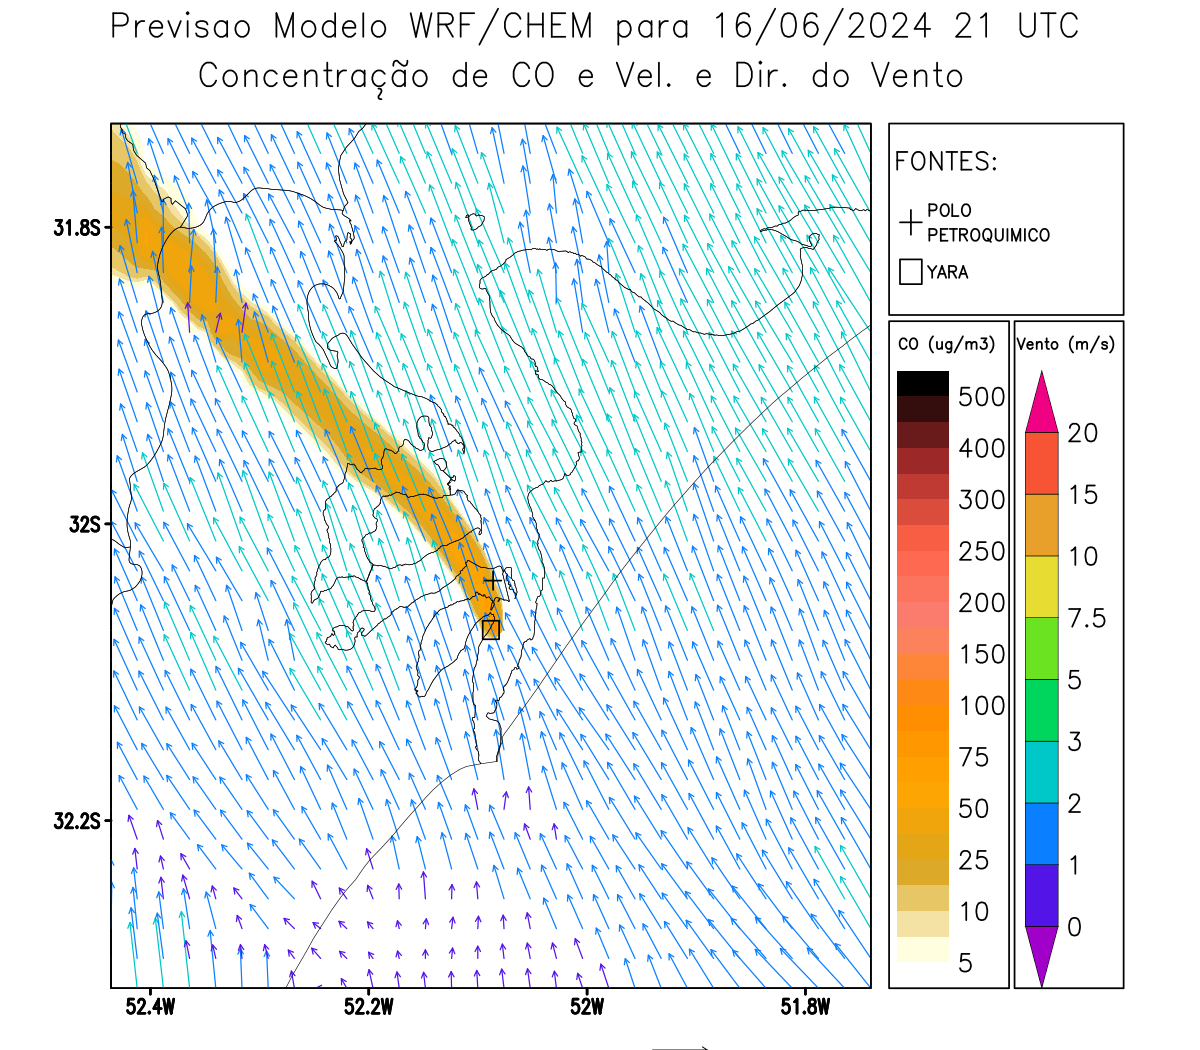 Previsao Modelo WRF/CHEM para 16/06/2024 21 UTC
Concentração de CO e Vel. e Dir. do Vento
FONTES:
POLO
PETROQUIMICO
YARA
CO (ug/m3)
500
400
300
250
200
150
100
75
50
25
10
5
Vento (m/s)
20
15
10
7.5
5
3
2
1
0
31.8S
32S
32.2S
52.4W
52.2W
52W
51.8W